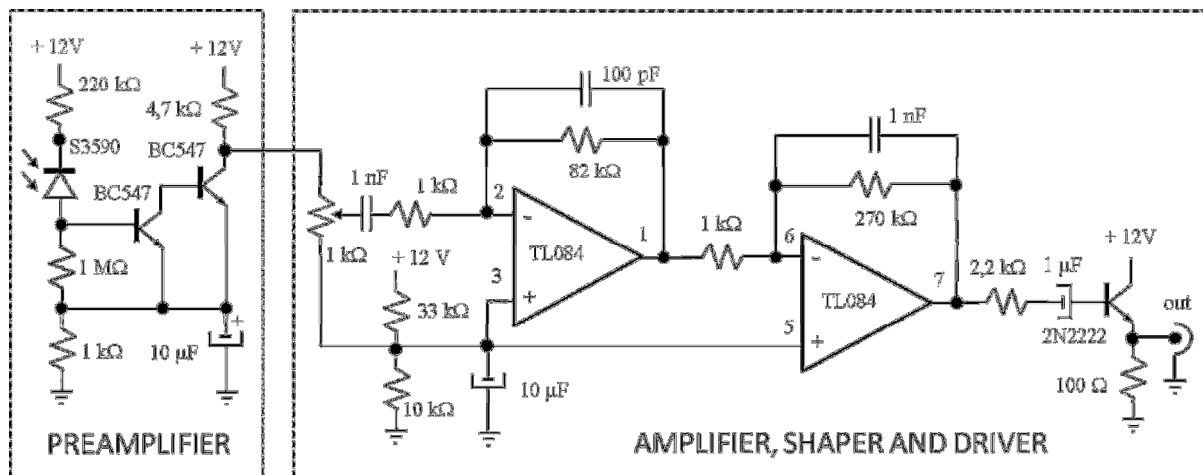 + 12V
+ 12V
220 kΩ
4,7 kΩ
S3590
BC547
BC547
1 MΩ
1 kΩ
10 µF
+
PREAMPLIFIER
100 pF
82 kΩ
1 nF
1 kΩ
1 kΩ
2
-
3
+
1
TL084
+ 12 V
33 kΩ
10 kΩ
10 µF
1 kΩ
1 nF
270 kΩ
6
-
5
+
7
TL084
2,2 kΩ
1 µF
+ 12V
2N2222
out
100 Ω
AMPLIFIER, SHAPER AND DRIVER